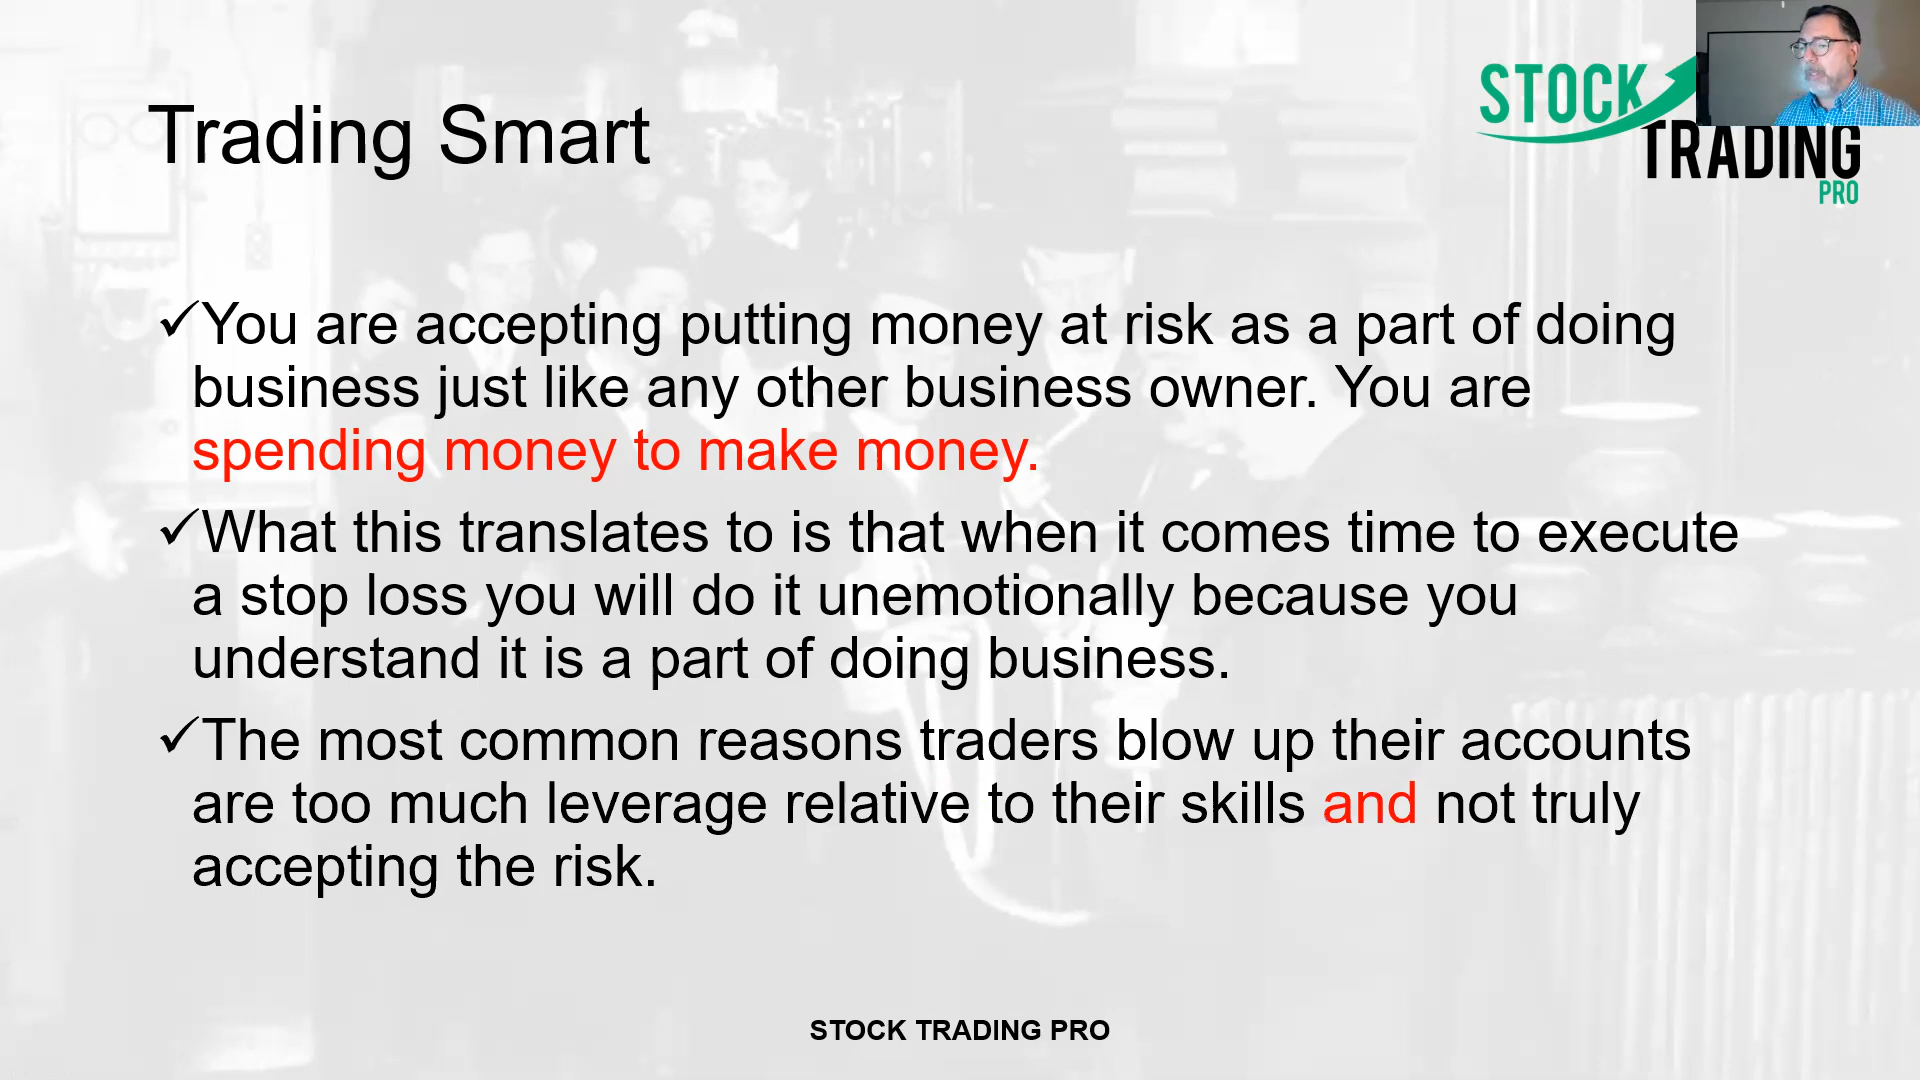 Trading Smart
STOCK
TRADING
PRO
✓You are accepting putting money at risk as a part of doing
business just like any other business owner. You are
spending money to make money.
✓What this translates to is that when it comes time to execute
a stop loss you will do it unemotionally because you
understand it is a part of doing business.
✓The most common reasons traders blow up their accounts
are too much leverage relative to their skills and not truly
accepting the risk.
STOCK TRADING PRO